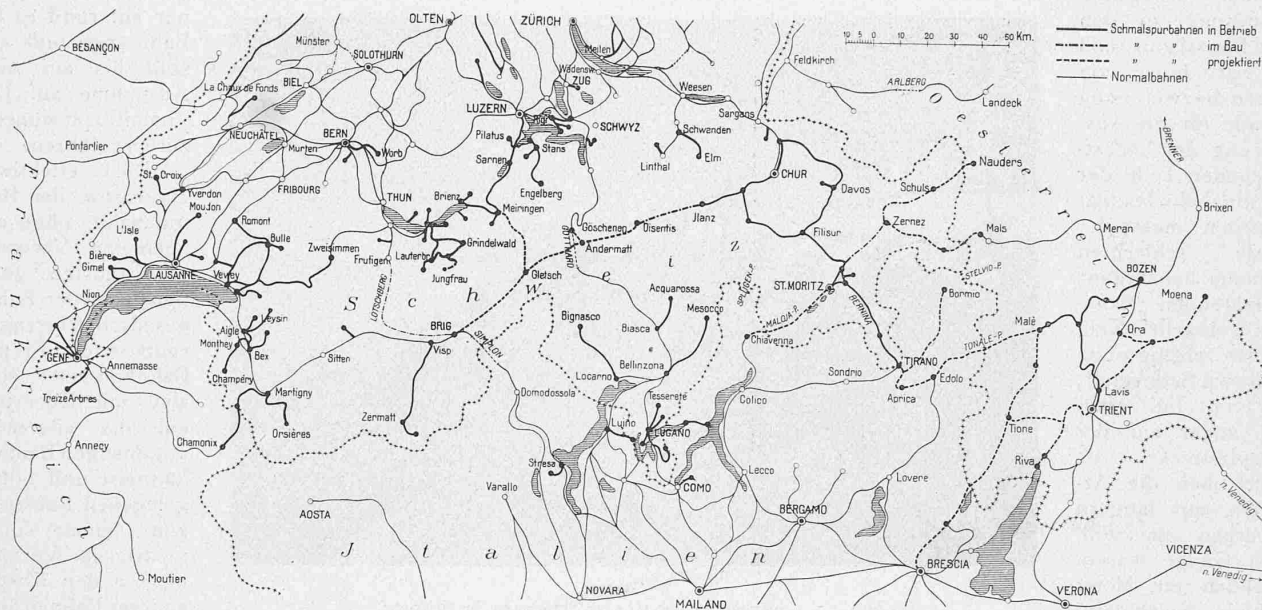 OLTEN
ZÜRICH
BESANÇON
Münster
SOLOTHURN
Meilen
10 5 0 10 20 30 40 50 Km.
Schmalspurbahnen in Betrieb
" " im Bau
" " projektiert
Normalbahnen
La Chaux de Fonds
BIEL
Wädensw.
ZUG
Feldkirch
ARLBERG
Landeck
Weesen
LUZERN
Rigi
SCHWYZ
Sargans
NEUCHÂTEL
BERN
Pilatus
Stans
Schwanden
Murten
Worb
Sarnen
Linthal
Elm
Pontarlier
St. Croix
Yverdon
FRIBOURG
Engelberg
CHUR
Davos
Nauders
BRENNER
Moudon
THUN
Brienz
Meiringen
Schuls
L'Isle
Romont
Jlanz
Zernez
Brixen
Bulle
Zweisimmen
Göschenen
Disentis
Filisur
Mals
Meran
Bière
Grindelwald
GOTTHARD
Andermatt
Gimel
LAUSANNE
Frutigen
Lauterbr.
Vevey
Jungfrau
Gletsch
STELVIO-P.
BOZEN
Nion
LÖTSCHBERG
Acquarossa
SPLÜGEN-P.
ST. MORITZ
Bormio
Moena
Leysin
Mesocco
MALOJA-P.
BERNINA
Aigle
BRIG
Bignasco
Biasca
Malè
Ora
Monthey
Bex
Sitten
Visp
SIMPLON
Chiavenna
TONALE-P.
GENF
Annemasse
Bellinzona
TIRANO
Champéry
Locarno
Sondrio
Edolo
Lavis
Treize Arbres
Martigny
Domodossola
Tesserete
Colico
Aprica
TRIENT
Zermatt
Luino
LUGANO
Tione
Annecy
Chamonix
Orsières
Stresa
Riva
Varallo
COMO
Lecco
Lovere
AOSTA
BERGAMO
n. Venedig
Moutier
VICENZA
BRESCIA
n. Venedig
NOVARA
MAILAND
VERONA
Frankreich
Schweiz
Oesterreich
Jtalien